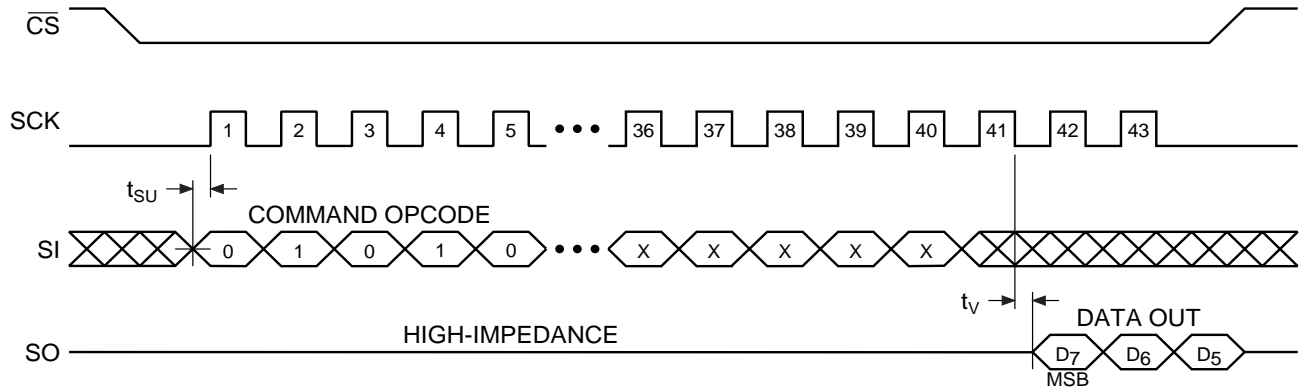 CS
SCK
1 2 3 4 5 ••• 36 37 38 39 40 41 42 43
tSU
COMMAND OPCODE
SI
0 1 0 1 0 ••• X X X X X
tV
HIGH-IMPEDANCE
DATA OUT
SO
D7 D6 D5
MSB